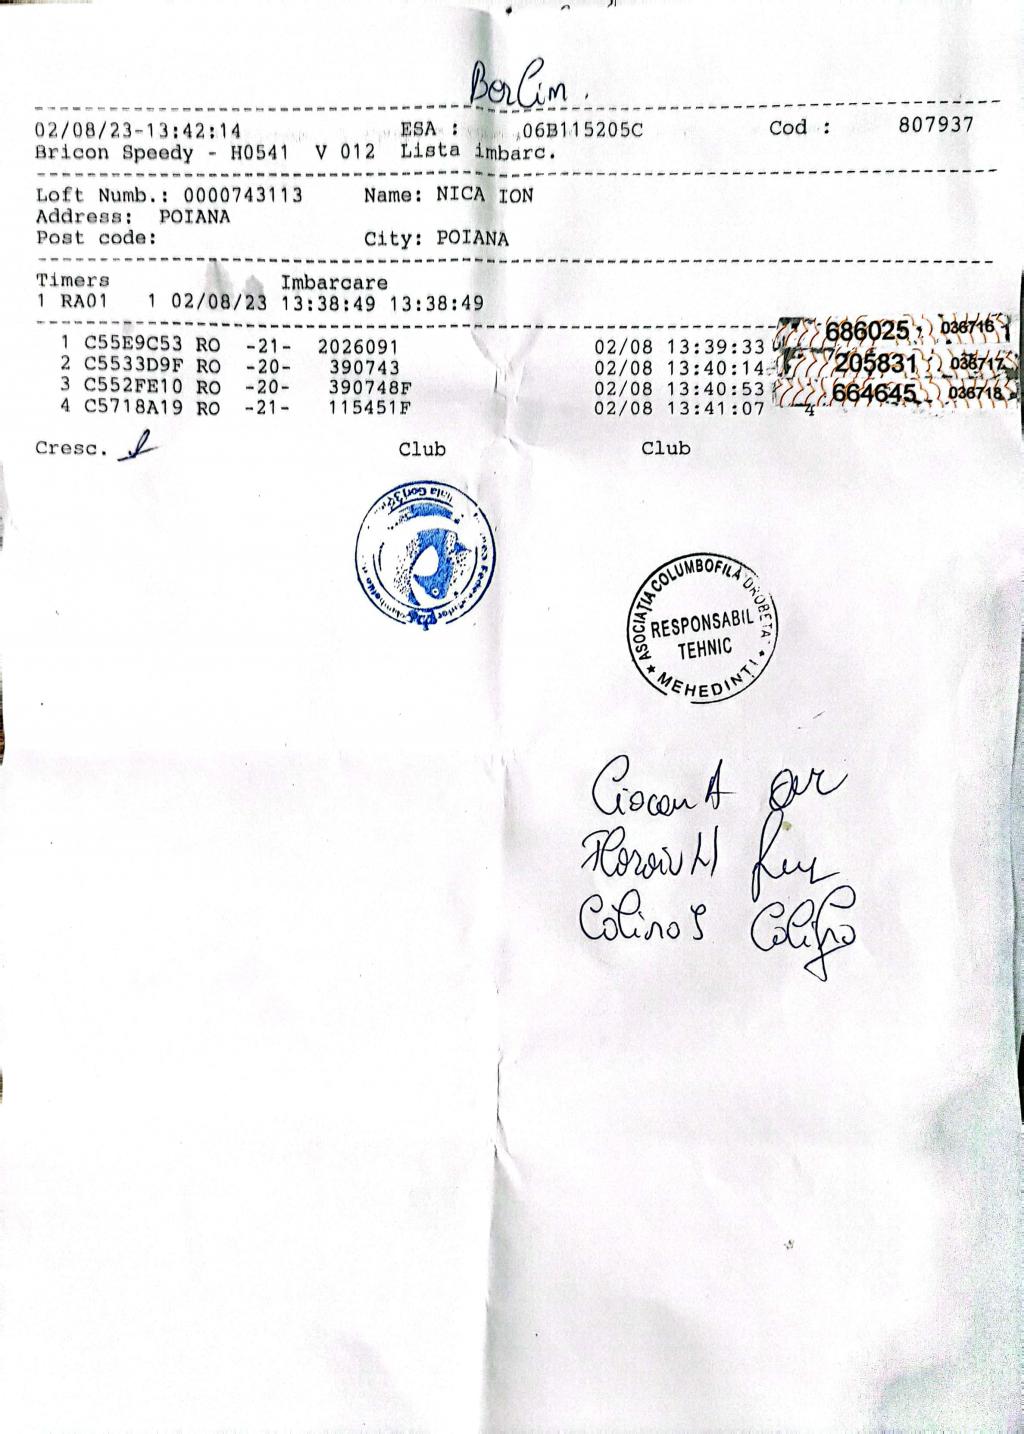 Berlin.
02/08/23-13:42:14 ESA : 06B115205C Cod : 807937
Bricon Speedy - H0541 V 012 Lista imbarc.
Loft Numb.: 0000743113 Name: NICA ION
Address: POIANA
Post code: City: POIANA
Timers Imbarcare
1 RA01 1 02/08/23 13:38:49 13:38:49
686025 036716
1 C55E9C53 RO -21- 2026091 02/08 13:39:33
2 C5533D9F RO -20- 390743 02/08 13:40:14 205831 036717
3 C552FE10 RO -20- 390748F 02/08 13:40:53 664645 036718
4 C5718A19 RO -21- 115451F 02/08 13:41:07 4
Cresc. Club Club
ASOCIAȚIA COLUMBOFILĂ DROBETA
RESPONSABIL
TEHNIC
* MEHEDINȚI *
Ciocan A
Floroiu H